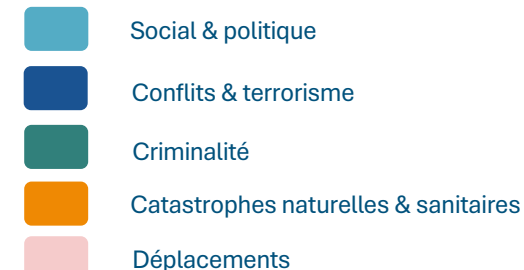 Social & politique
Conflits & terrorisme
Criminalité
Catastrophes naturelles & sanitaires
Déplacements